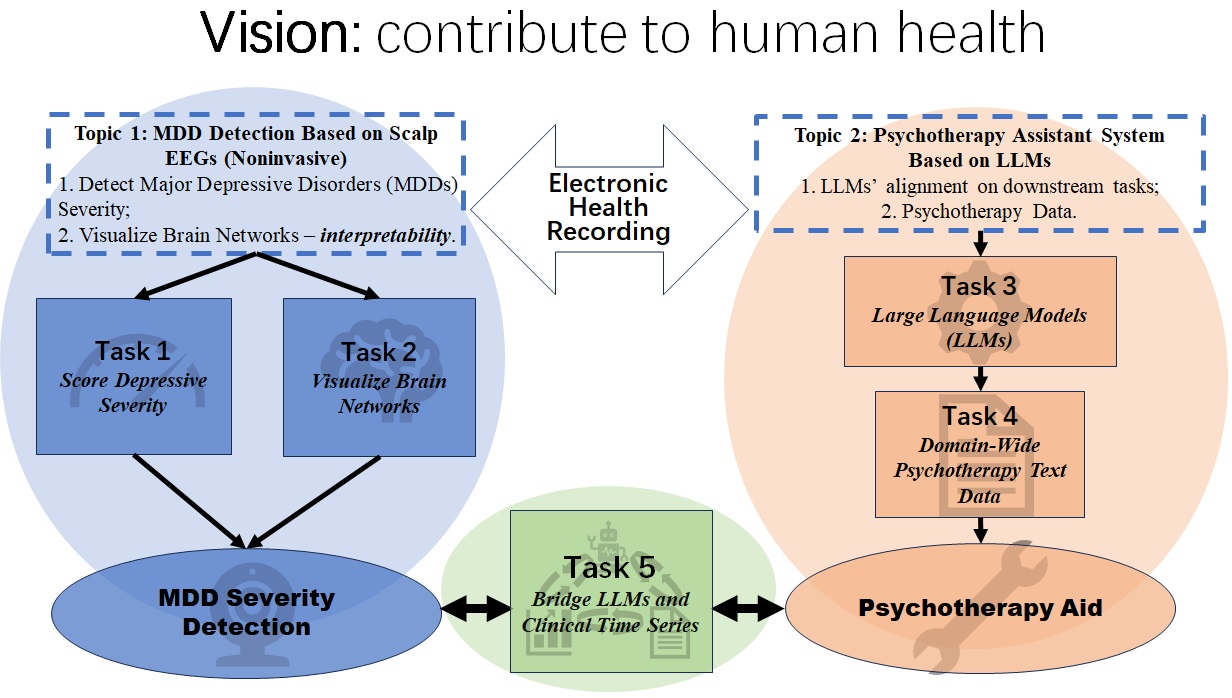 Vision: contribute to human health
Topic 1: MDD Detection Based on Scalp
EEGs (Noninvasive)
1. Detect Major Depressive Disorders (MDDs)
Severity;
2. Visualize Brain Networks – interpretability.
Electronic
Health
Recording
Topic 2: Psychotherapy Assistant System
Based on LLMs
1. LLMs’ alignment on downstream tasks;
2. Psychotherapy Data.
Task 1
Score Depressive
Severity
Task 2
Visualize Brain
Networks
Task 3
Large Language Models
(LLMs)
Task 4
Domain-Wide
Psychotherapy Text
Data
MDD Severity
Detection
Task 5
Bridge LLMs and
Clinical Time Series
Psychotherapy Aid